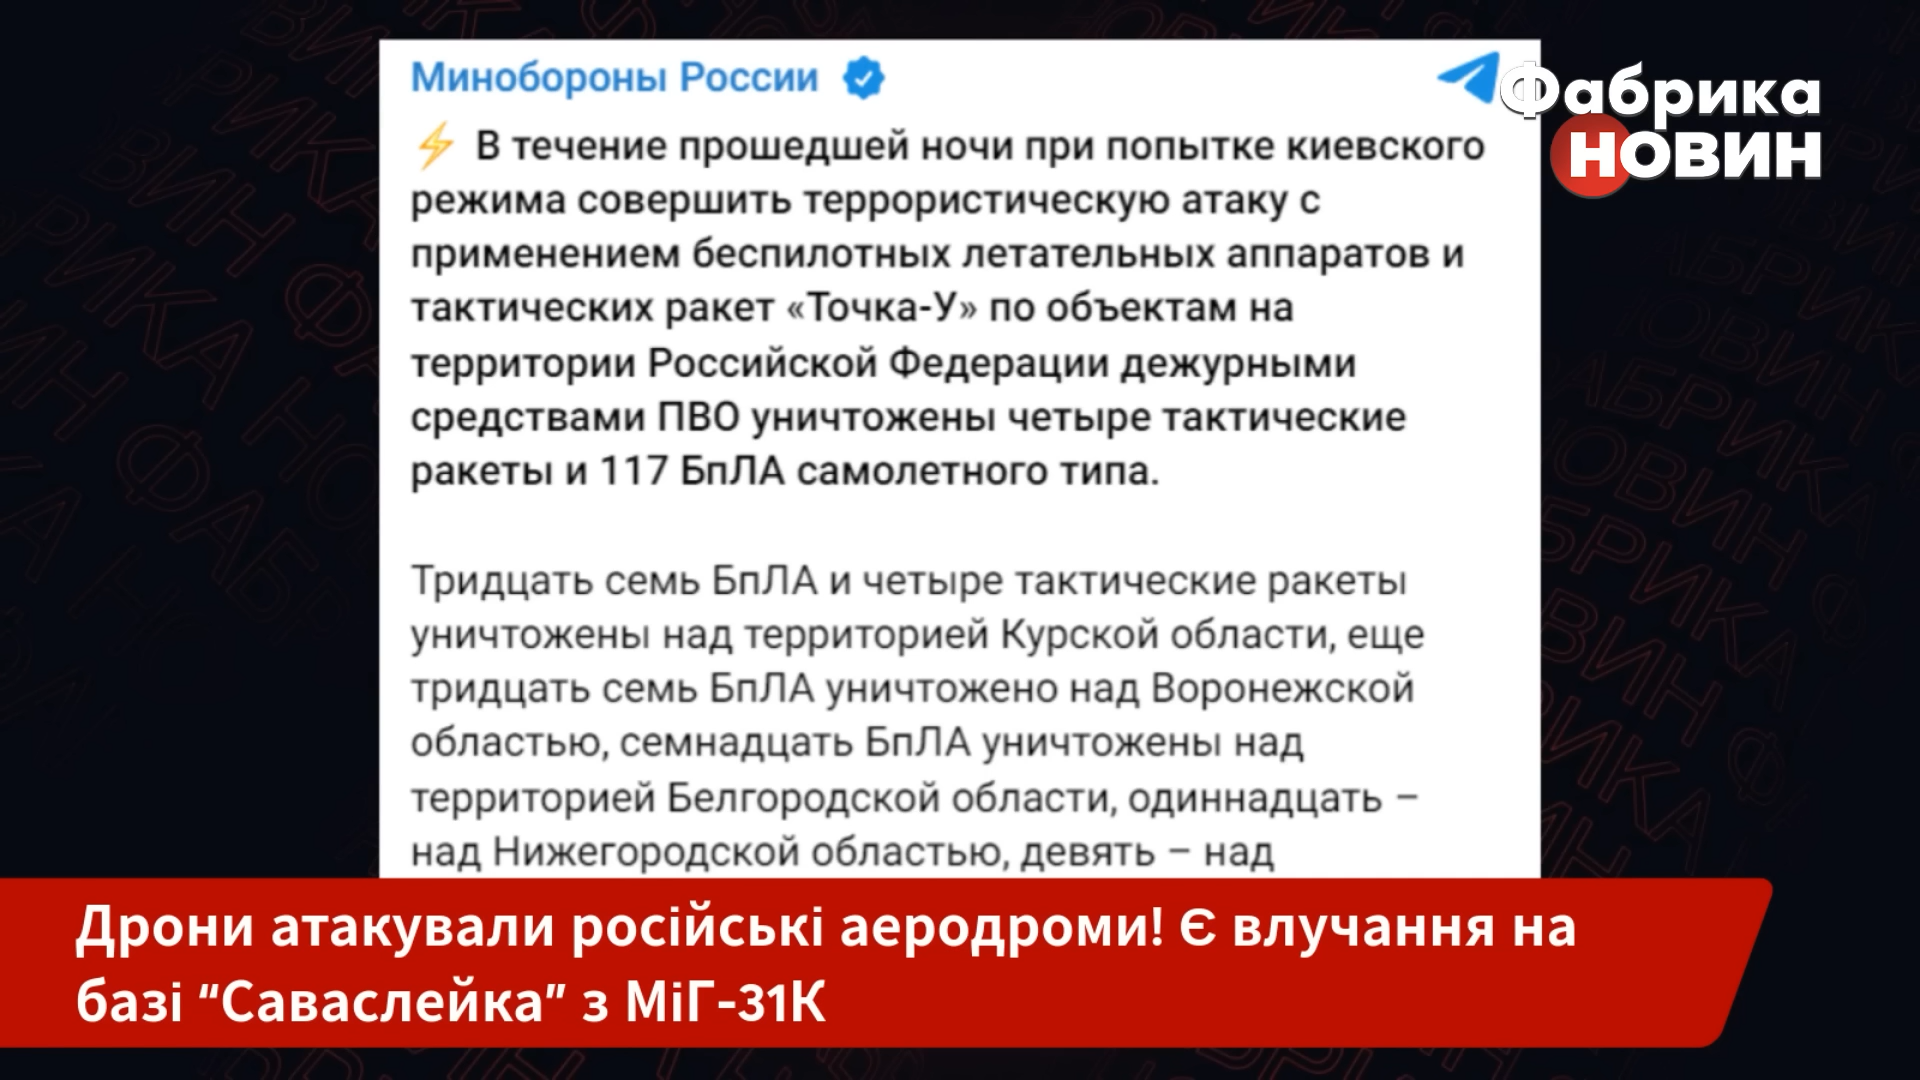 Минобороны России
Фабрика
НОВИН
⚡ В течение прошедшей ночи при попытке киевского
режима совершить террористическую атаку с
применением беспилотных летательных аппаратов и
тактических ракет «Точка-У» по объектам на
территории Российской Федерации дежурными
средствами ПВО уничтожены четыре тактические
ракеты и 117 БпЛА самолетного типа.
Тридцать семь БпЛА и четыре тактические ракеты
уничтожены над территорией Курской области, еще
тридцать семь БпЛА уничтожено над Воронежской
областью, семнадцать БпЛА уничтожены над
территорией Белгородской области, одиннадцать –
над Нижегородской областью, девять – над
Дрони атакували російські аеродроми! Є влучання на
базі “Саваслейка” з МіГ-31К